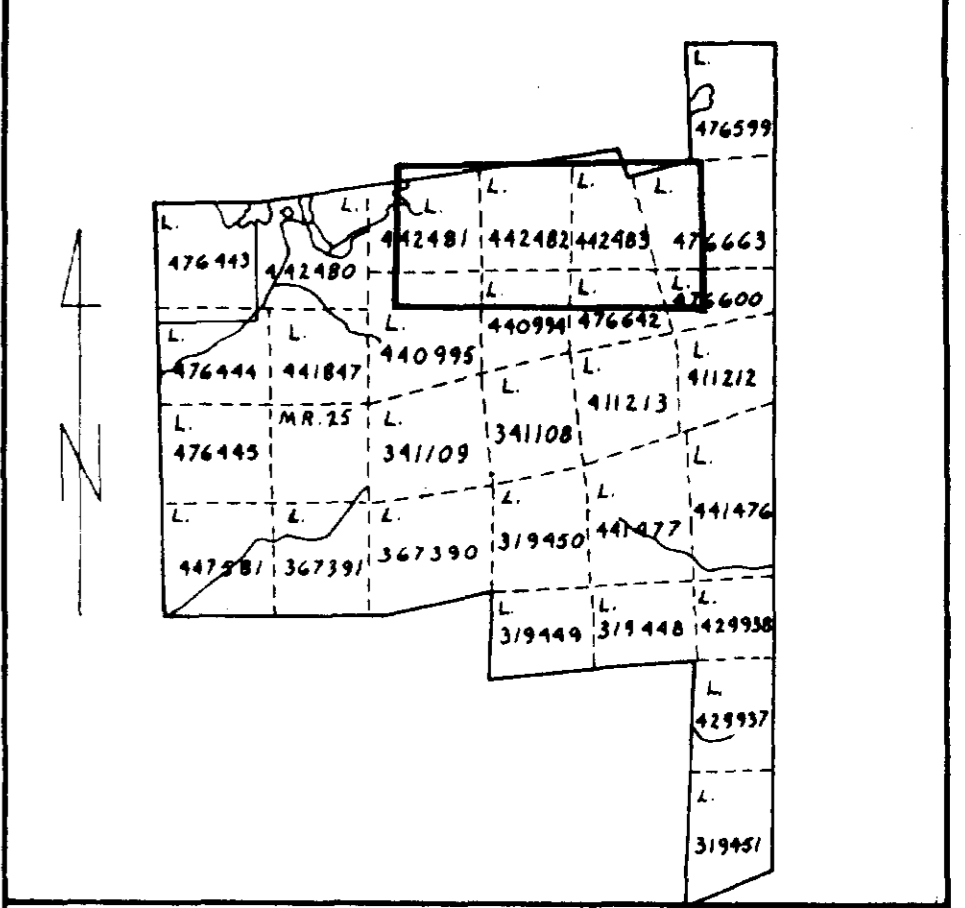 L.
476599
L.
476443
L.
442480
L.
442481
L.
442482
L.
442483
L.
476663
L.
476444
L.
441847
L.
440995
L.
440994
L.
476642
L.
476600
L.
476445
MR. 25
L.
341109
L.
341108
L.
411213
L.
411212
N
L.
447581
L.
367391
L.
367390
L.
319450
L.
441477
L.
441476
L.
319449
L.
319448
L.
429938
L.
429937
L.
319451